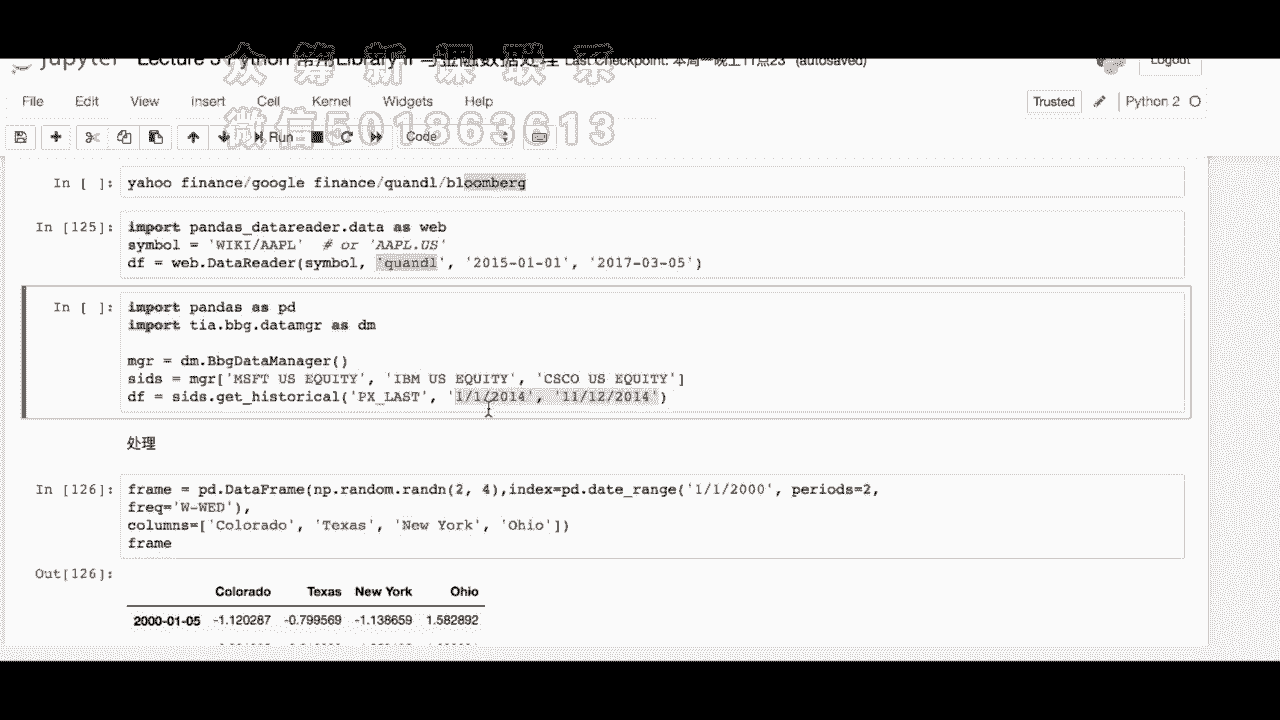 众筹新课联系
jupyter Lecture 5 Python 常用Library II 与金融数据处理 Last Checkpoint: 本周一晚上11点23 (autosaved)
Logout
微信501863613
File Edit View Insert Cell Kernel Widgets Help
Trusted
Python 2
Run
Code
In [ ]: yahoo finance/google finance/quandl/bloomberg
In [125]: import pandas_datareader.data as web
symbol = 'WIKI/AAPL'  # or 'AAPL.US'
df = web.DataReader(symbol, 'quandl', '2015-01-01', '2017-03-05')
In [ ]: import pandas as pd
import tia.bbg.datamgr as dm
mgr = dm.BbgDataManager()
sids = mgr['MSFT US EQUITY', 'IBM US EQUITY', 'CSCO US EQUITY']
df = sids.get_historical('PX_LAST', '1/1/2014', '11/12/2014')
处理
In [126]: frame = pd.DataFrame(np.random.randn(2, 4),index=pd.date_range('1/1/2000', periods=2,
freq='W-WED'),
columns=['Colorado', 'Texas', 'New York', 'Ohio'])
frame
Out[126]:
Colorado Texas New York Ohio
2000-01-05 -1.120287 -0.799569 -1.138659 1.582892